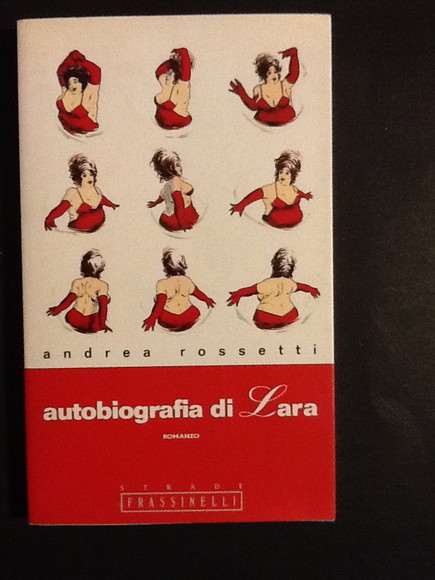 andrea rossetti
autobiografia di Lara
ROMANZO
STRADE
FRASSINELLI